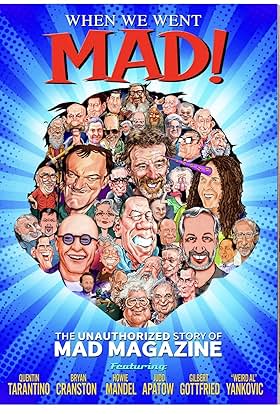 WHEN WE WENT
MAD!
THE UNAUTHORIZED STORY OF
MAD MAGAZINE
Featuring:
QUENTIN TARANTINO
BRYAN CRANSTON
HOWIE MANDEL
JUDD APATOW
GILBERT GOTTFRIED
"WEIRD AL" YANKOVIC